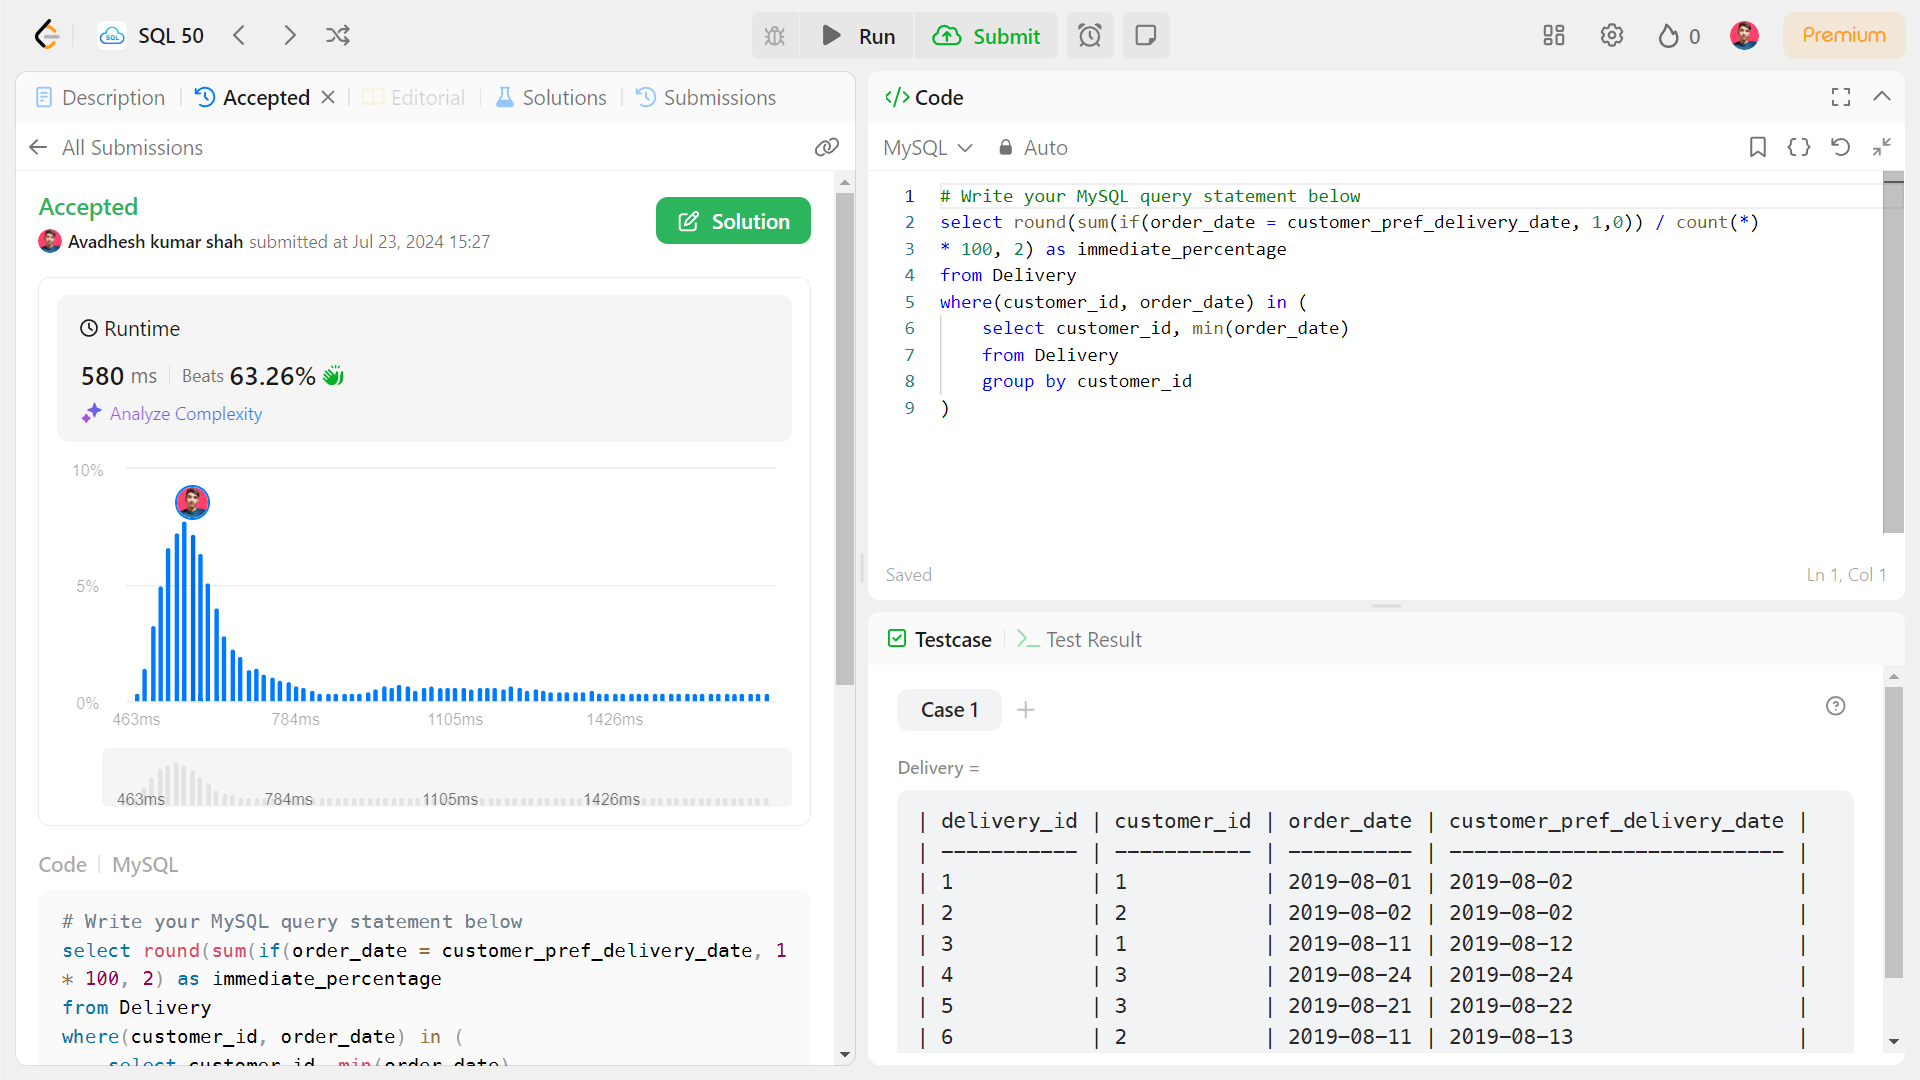 SQL 50
Run
Submit
0
Premium
Description
Accepted
Editorial
Solutions
Submissions
All Submissions
Accepted
Solution
Avadhesh kumar shah submitted at Jul 23, 2024 15:27
Runtime
580 ms
Beats 63.26%
Analyze Complexity
10%
5%
0%
463ms 784ms 1105ms 1426ms
463ms 784ms 1105ms 1426ms
Code
MySQL
# Write your MySQL query statement below
select round(sum(if(order_date = customer_pref_delivery_date, 1
* 100, 2) as immediate_percentage
from Delivery
where(customer_id, order_date) in (
select customer_id, min(order_date)
</> Code
MySQL
Auto
1 # Write your MySQL query statement below
2 select round(sum(if(order_date = customer_pref_delivery_date, 1,0)) / count(*)
3 * 100, 2) as immediate_percentage
4 from Delivery
5 where(customer_id, order_date) in (
6 select customer_id, min(order_date)
7 from Delivery
8 group by customer_id
9 )
Saved
Ln 1, Col 1
Testcase
Test Result
Case 1
Delivery =
| delivery_id | customer_id | order_date | customer_pref_delivery_date |
| ----------- | ----------- | ---------- | --------------------------- |
| 1 | 1 | 2019-08-01 | 2019-08-02 |
| 2 | 2 | 2019-08-02 | 2019-08-02 |
| 3 | 1 | 2019-08-11 | 2019-08-12 |
| 4 | 3 | 2019-08-24 | 2019-08-24 |
| 5 | 3 | 2019-08-21 | 2019-08-22 |
| 6 | 2 | 2019-08-11 | 2019-08-13 |